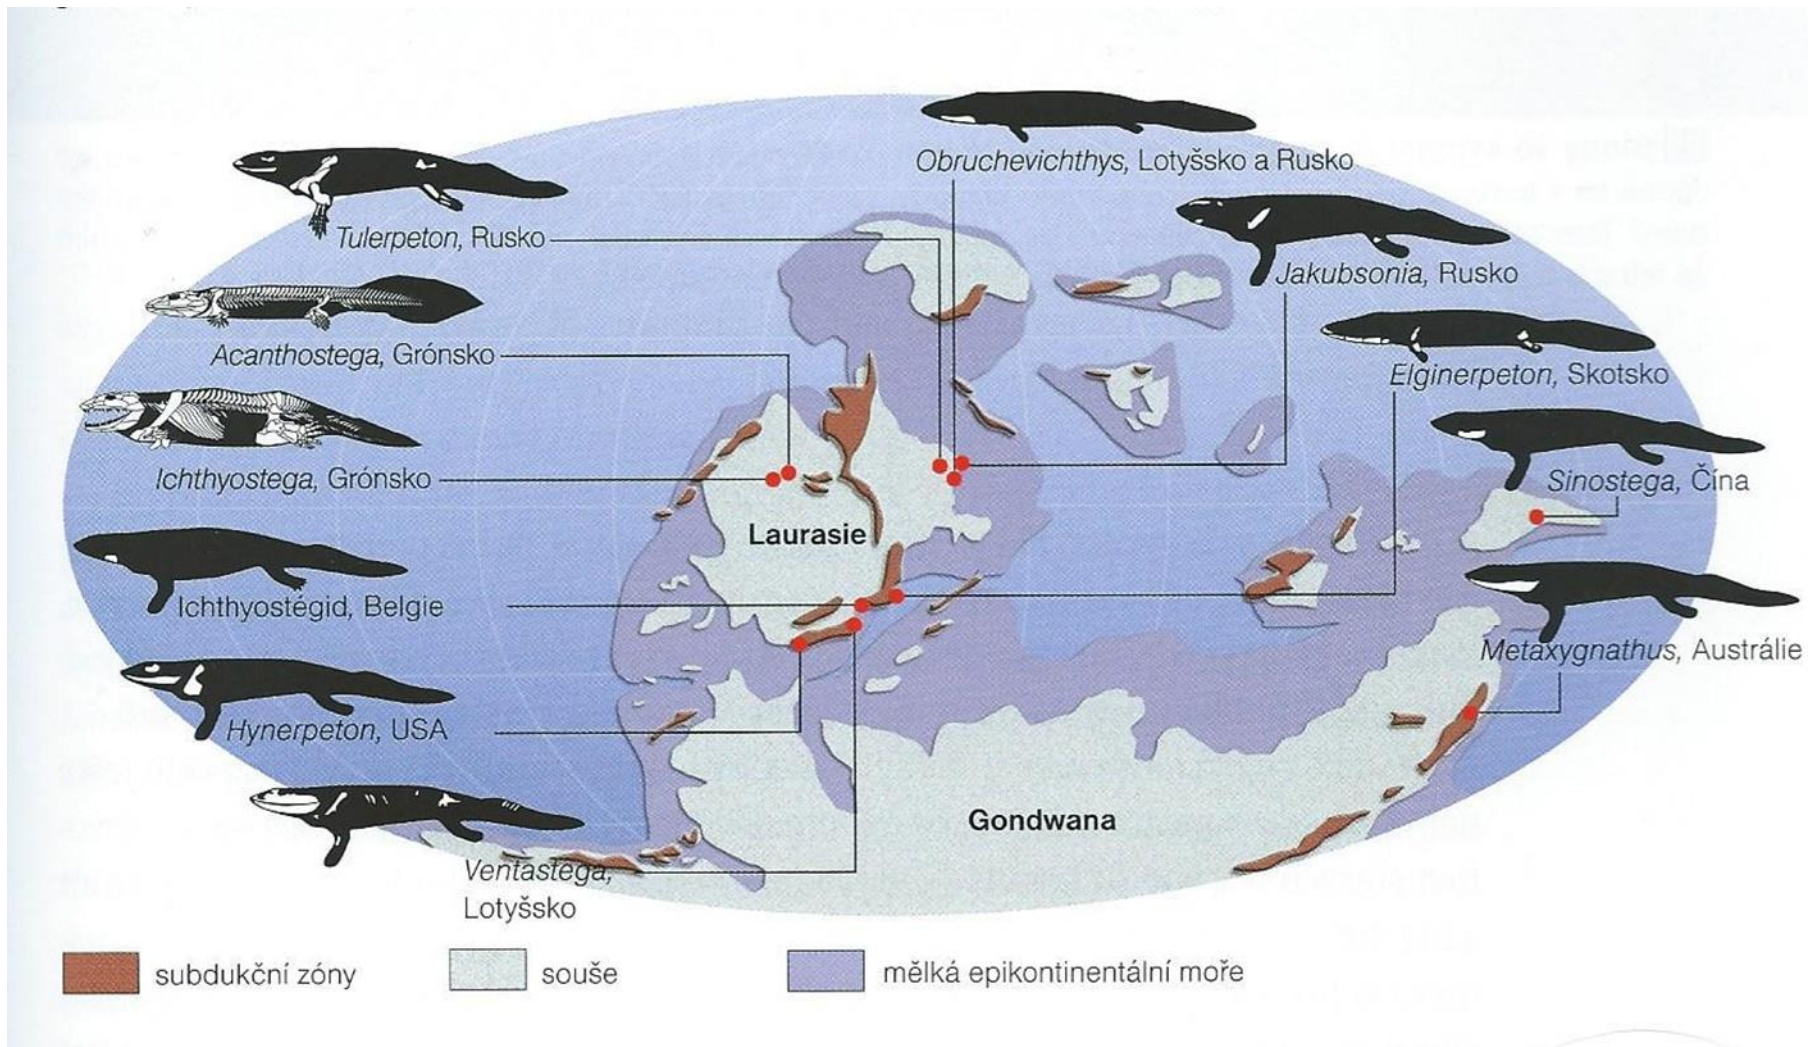 Obruchevichthys, Lotyšsko a Rusko
Tulerpeton, Rusko
Jakubsonia, Rusko
Acanthostega, Grónsko
Elginerpeton, Skotsko
Ichthyostega, Grónsko
Sinostega, Čína
Laurasie
Ichthyostégid, Belgie
Metaxygnathus, Austrálie
Hynerpeton, USA
Gondwana
Ventastega,
Lotyšsko
subdukční zóny
souše
mělká epikontinentální moře